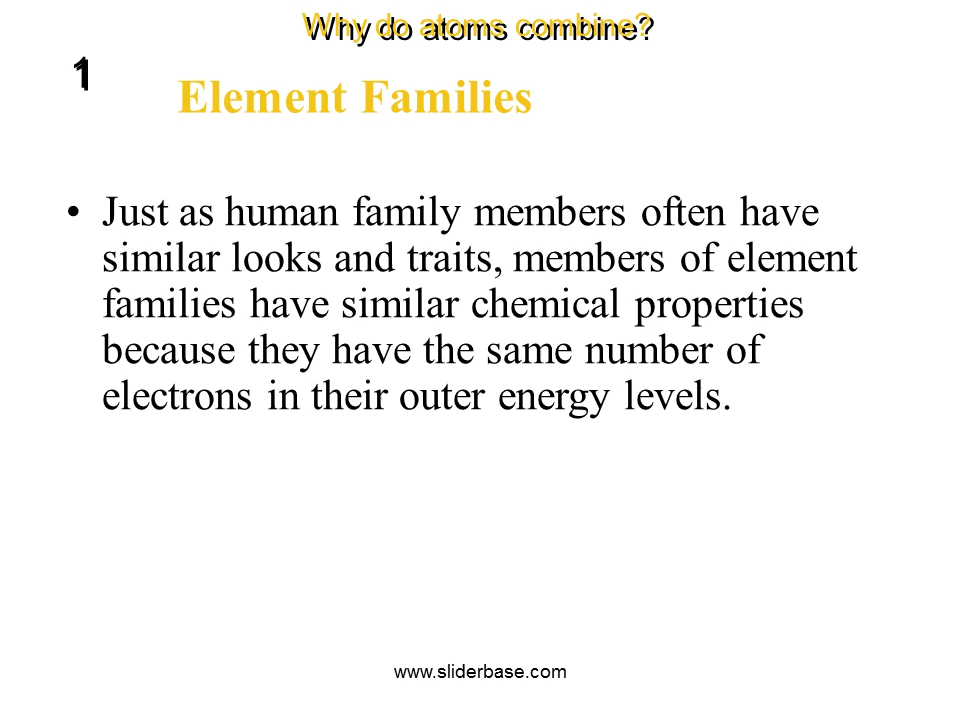 Why do atoms combine?
1
Element Families
• Just as human family members often have
similar looks and traits, members of element
families have similar chemical properties
because they have the same number of
electrons in their outer energy levels.
www.sliderbase.com